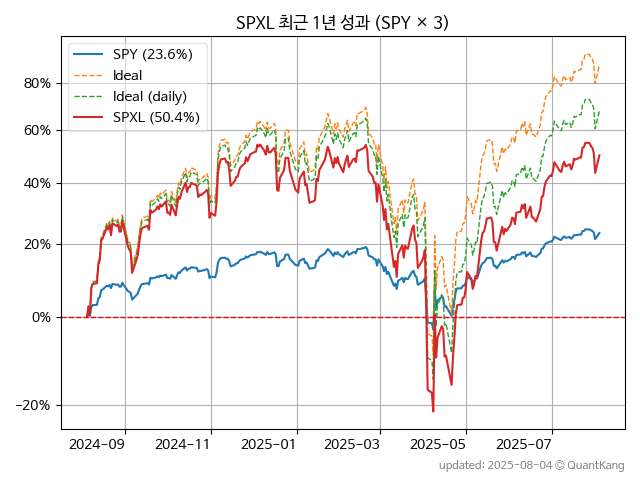 SPXL 최근 1년 성과 (SPY × 3)
SPY (23.6%)
Ideal
Ideal (daily)
SPXL (50.4%)
80%
60%
40%
20%
0%
−20%
2024-09
2024-11
2025-01
2025-03
2025-05
2025-07
updated: 2025-08-04 © QuantKang